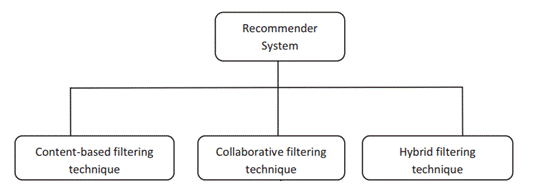 Recommender
System
Content-based filtering
technique
Collaborative filtering
technique
Hybrid filtering
technique